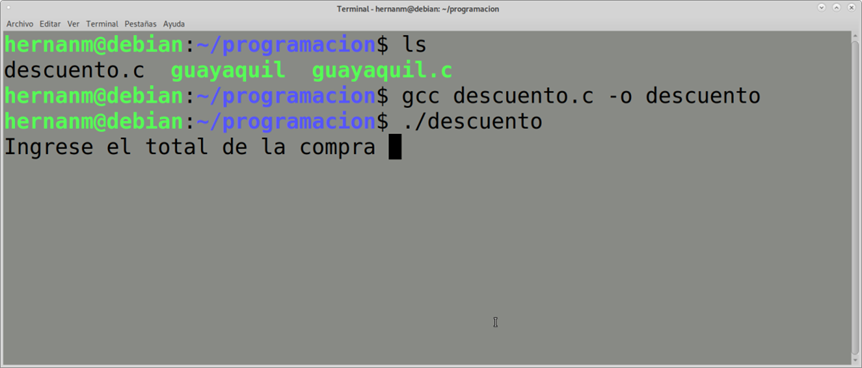 Terminal - hernanm@debian: ~/programacion
Archivo Editar Ver Terminal Pestañas Ayuda
hernanm@debian:~/programacion$ ls
descuento.c guayaquil guayaquil.c
hernanm@debian:~/programacion$ gcc descuento.c -o descuento
hernanm@debian:~/programacion$ ./descuento
Ingrese el total de la compra